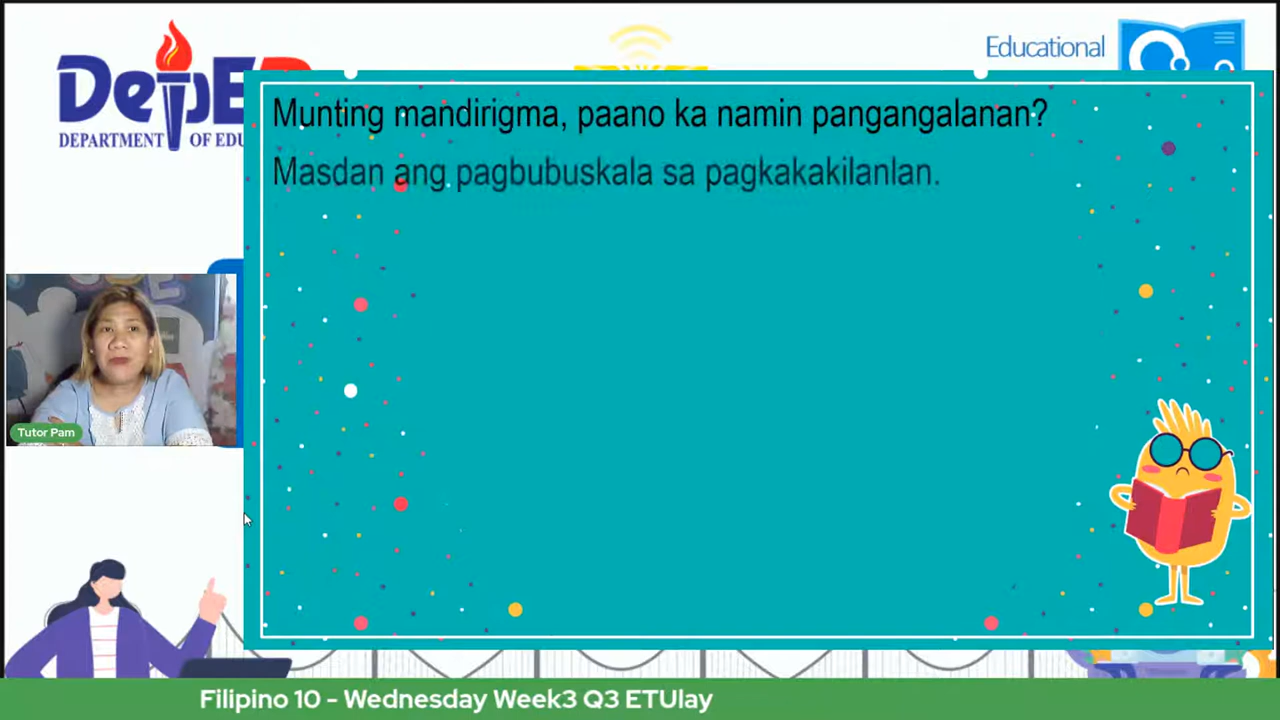 DepE
DEPARTMENT OF EDU
Educational
Munting mandirigma, paano ka namin pangangalanan?
Masdan ang pagbubuskala sa pagkakakilanlan.
Tutor Pam
Filipino 10 - Wednesday Week3 Q3 ETUlay